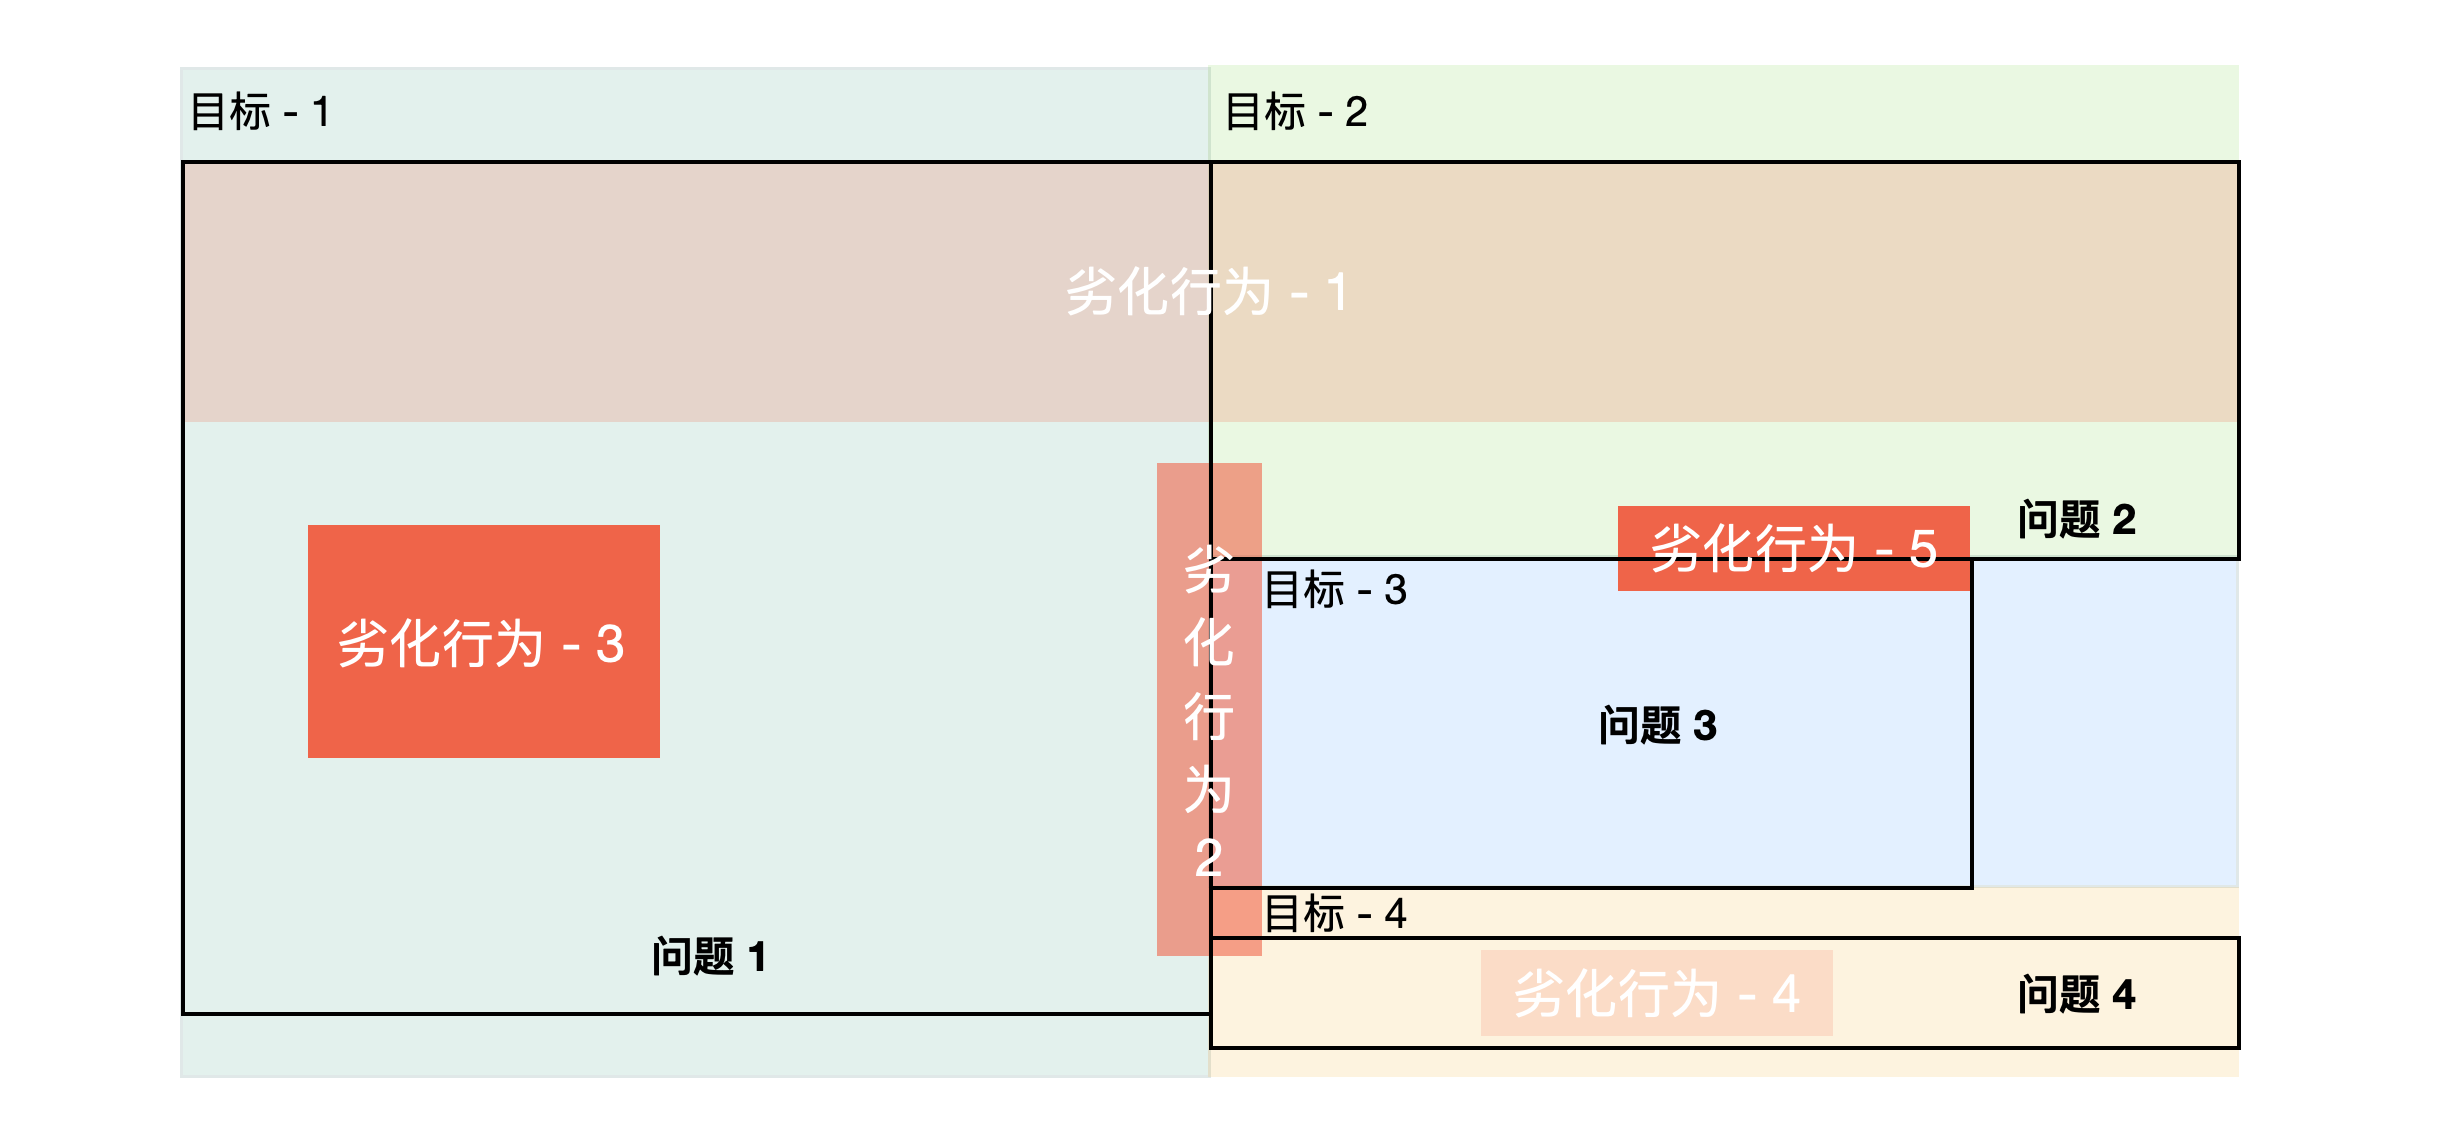 目标 - 1
目标 - 2
劣化行为 - 1
问题 2
劣化行为 - 5
劣化行为 2
目标 - 3
劣化行为 - 3
问题 3
目标 - 4
问题 1
劣化行为 - 4
问题 4